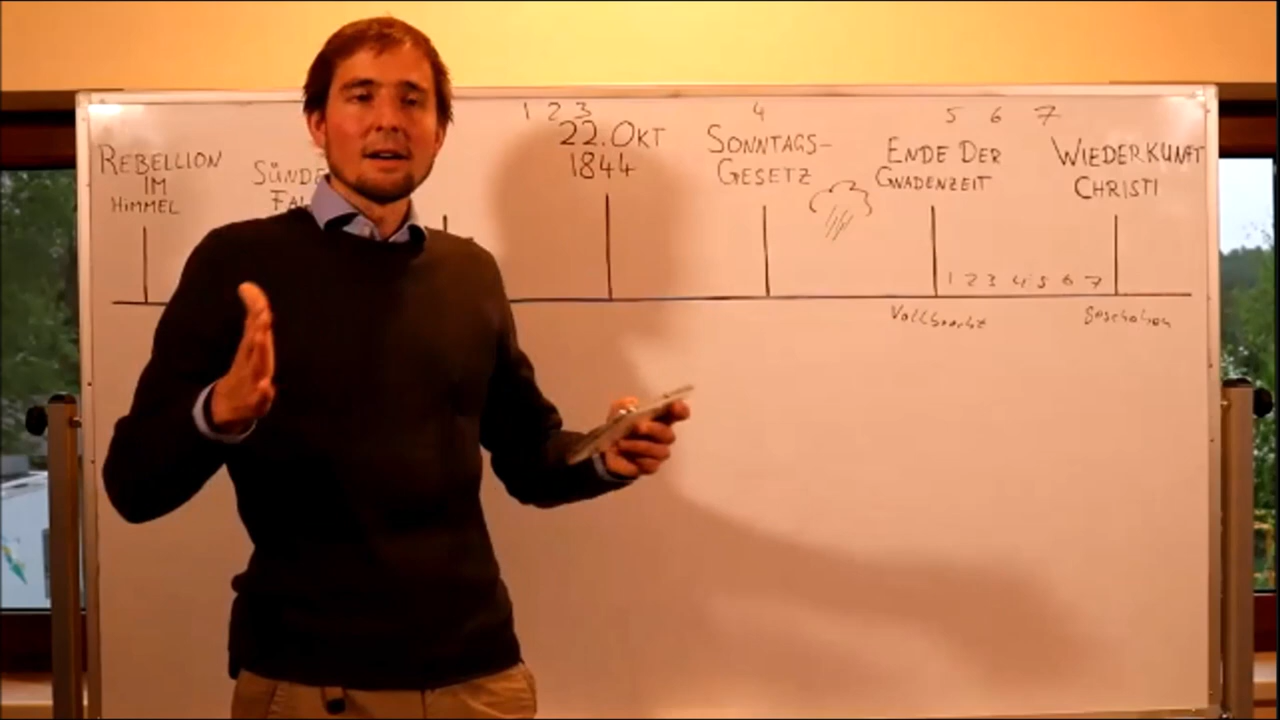 1 2 3
4
5 6 7
REBELLION
IM
HIMMEL
SÜNDE
FAL
22. OKT
1844
SONNTAGS-
GESETZ
ENDE DER
GNADENZEIT
WIEDERKUNFT
CHRISTI
1 2 3 4 5 6 7
Vollbracht
Geschehen